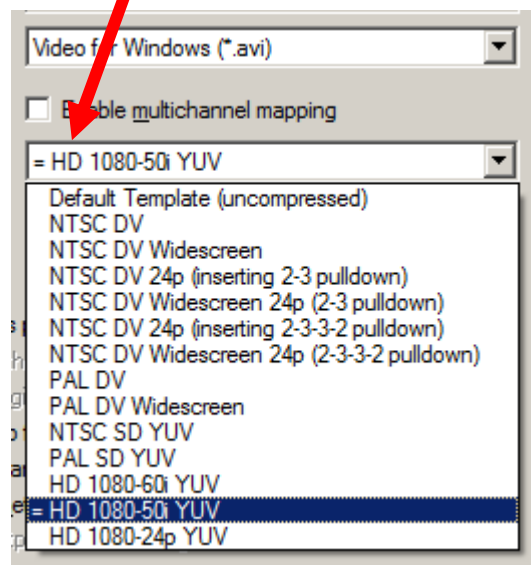 Video for Windows (*.avi)
Enable multichannel mapping
= HD 1080-50i YUV
Default Template (uncompressed)
NTSC DV
NTSC DV Widescreen
NTSC DV 24p (inserting 2-3 pulldown)
NTSC DV Widescreen 24p (2-3 pulldown)
NTSC DV 24p (inserting 2-3-3-2 pulldown)
NTSC DV Widescreen 24p (2-3-3-2 pulldown)
PAL DV
PAL DV Widescreen
NTSC SD YUV
PAL SD YUV
HD 1080-60i YUV
= HD 1080-50i YUV
HD 1080-24p YUV